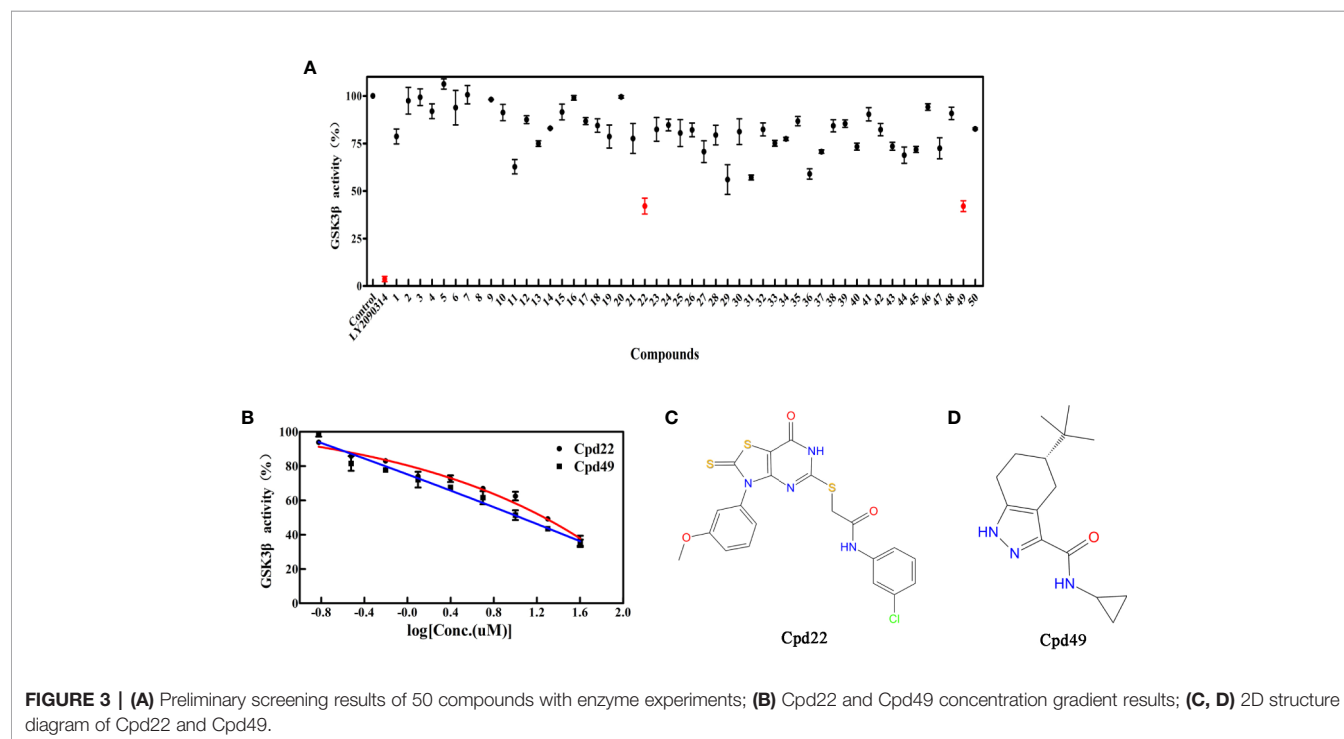 A
GSK3β activity (%)
100
75
50
25
0
Control LY2090314 1 2 3 4 5 6 7 8 9 10 11 12 13 14 15 16 17 18 19 20 21 22 23 24 25 26 27 28 29 30 31 32 33 34 35 36 37 38 39 40 41 42 43 44 45 46 47 48 49 50
Compounds
B
GSK3β activity (%)
100
80
60
40
20
0
-0.8 -0.4 -0.0 0.4 0.8 1.2 1.6 2.0
log[Conc.(uM)]
Cpd22
Cpd49
C
O
S
NH
S
N
N
S
O
O
HN
Cl
Cpd22
D
HN
N
O
HN
Cpd49
FIGURE 3 | (A) Preliminary screening results of 50 compounds with enzyme experiments; (B) Cpd22 and Cpd49 concentration gradient results; (C, D) 2D structure
diagram of Cpd22 and Cpd49.